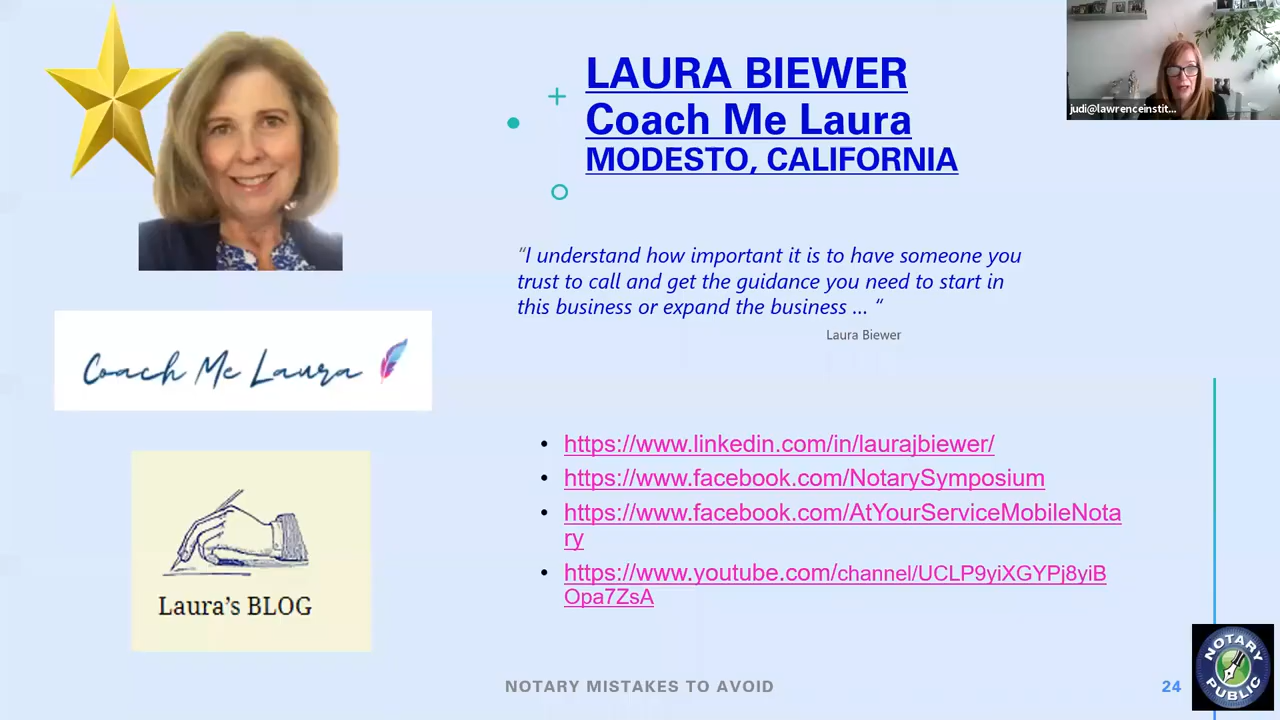 LAURA BIEWER
Coach Me Laura
MODESTO, CALIFORNIA
judi@lawrenceinstit...
“I understand how important it is to have someone you
trust to call and get the guidance you need to start in
this business or expand the business ... “
Laura Biewer
Coach Me Laura
https://www.linkedin.com/in/laurajbiewer/
https://www.facebook.com/NotarySymposium
https://www.facebook.com/AtYourServiceMobileNota
ry
https://www.youtube.com/channel/UCLP9yiXGYPj8yiB
Opa7ZsA
Laura’s BLOG
NOTARY MISTAKES TO AVOID
24
NOTARY
PUBLIC